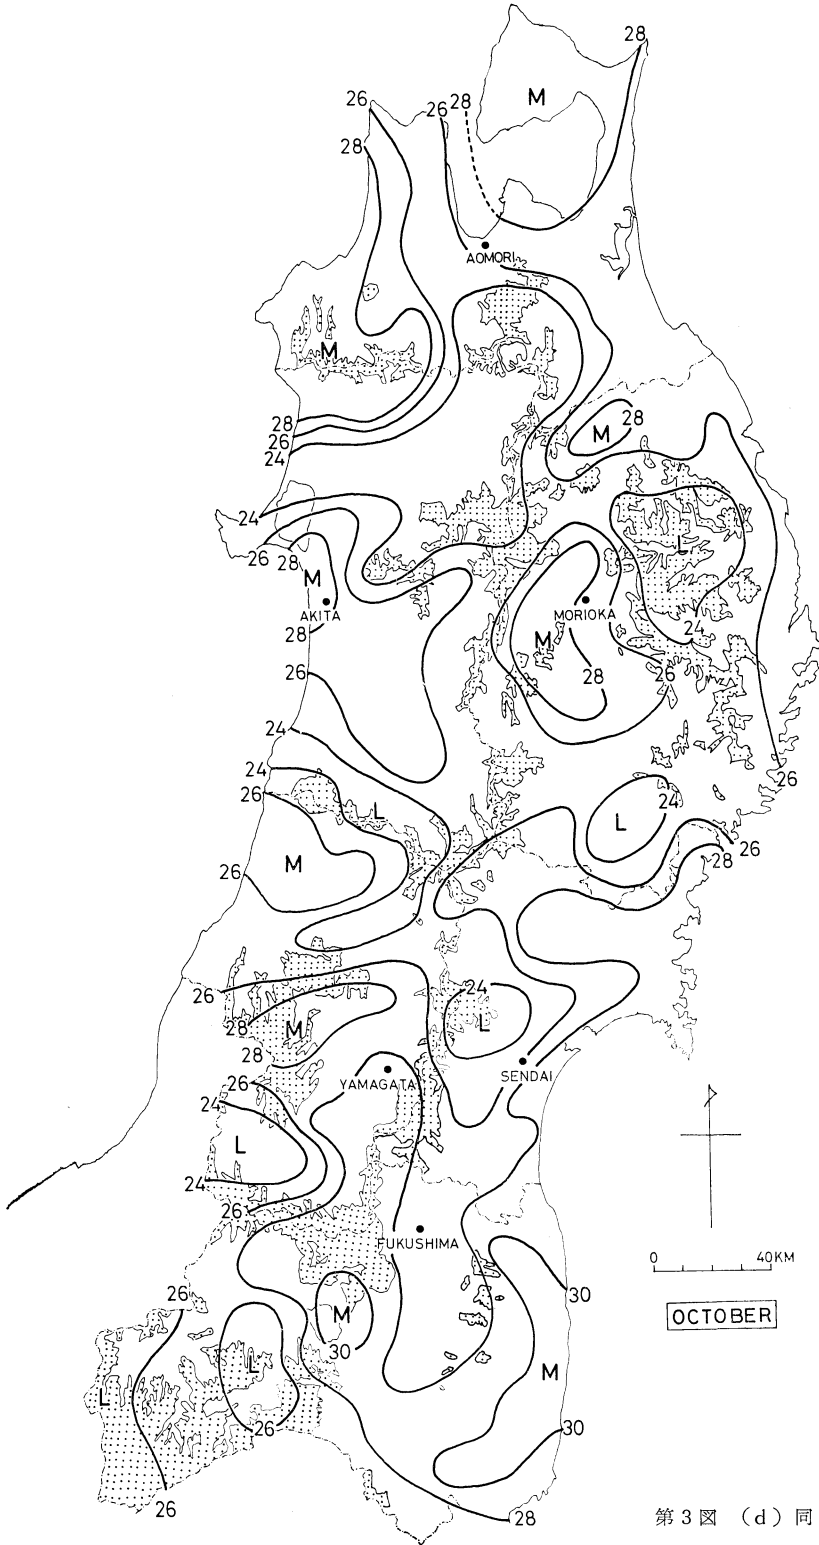 28
M
26
26
28
28
AOMORI
M
28
26
24
28
M
24
26
28
M
L
AKITA
28
MORIOKA
M
24
26
28
26
24
24
26
L
24
L
26
28
26
M
26
26
24
28
M
L
28
SENDAI
YAMAGATA
26
24
L
24
26
FUKUSHIMA
0 40KM
30
26
OCTOBER
M
30
L
M
L
26
30
26
28
第3図 (d) 同